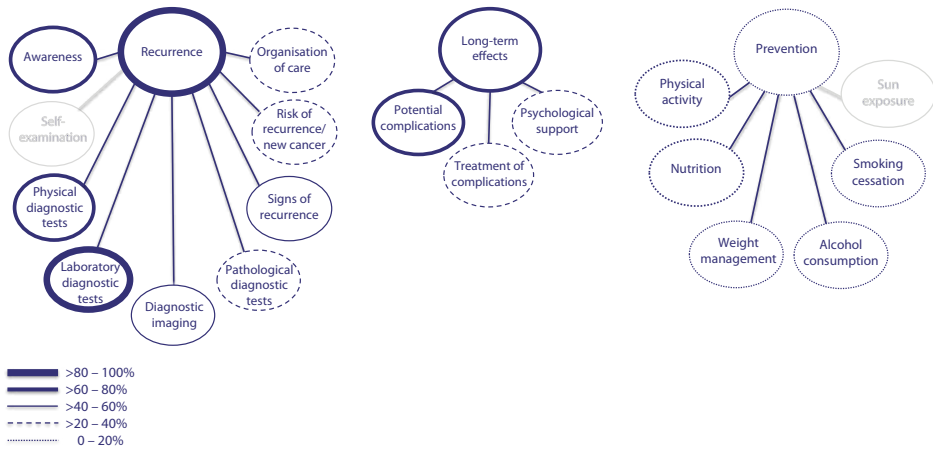 Recurrence
Awareness
Self-
examination
Physical
diagnostic
tests
Laboratory
diagnostic
tests
Diagnostic
imaging
Pathological
diagnostic
tests
Signs of
recurrence
Risk of
recurrence/
new cancer
Organisation
of care
Long-term
effects
Potential
complications
Treatment of
complications
Psychological
support
Prevention
Physical
activity
Nutrition
Weight
management
Alcohol
consumption
Smoking
cessation
Sun
exposure
>80 – 100%
>60 – 80%
>40 – 60%
>20 – 40%
0 – 20%